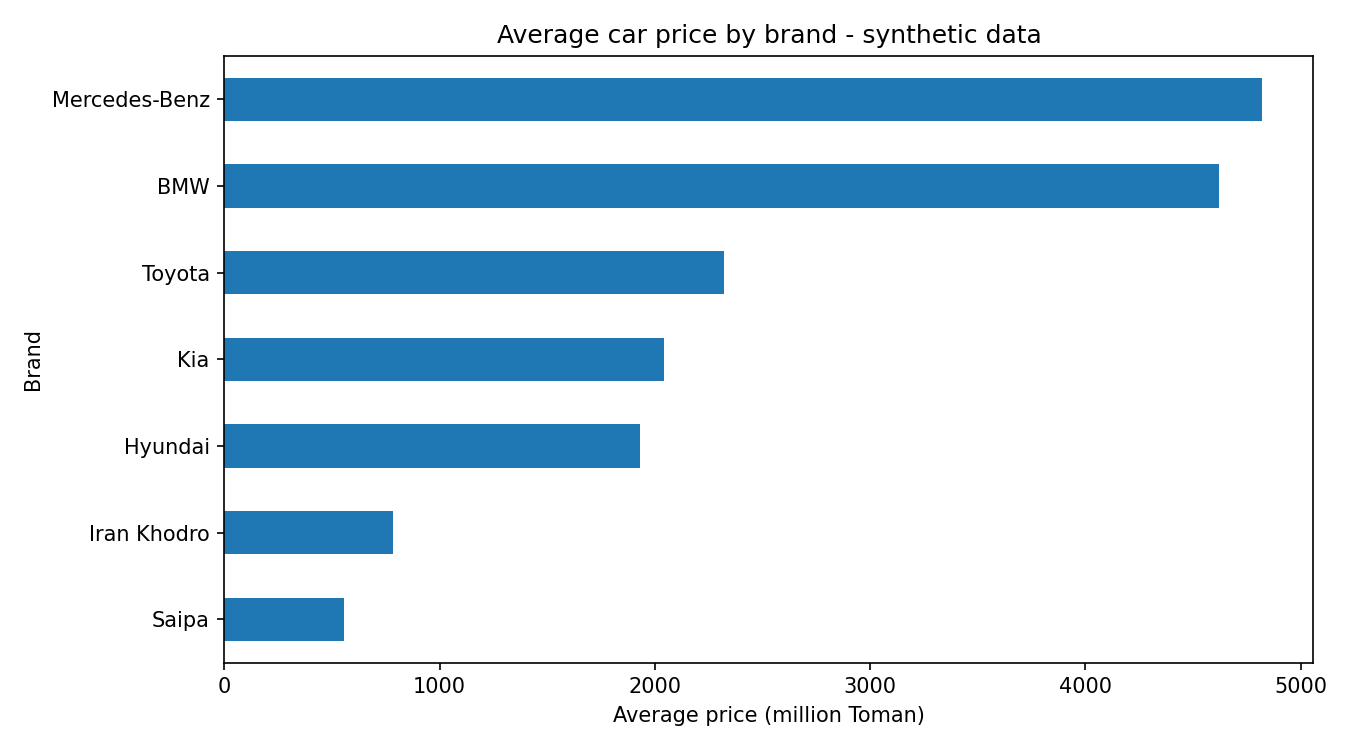 Average car price by brand - synthetic data
Mercedes-Benz
BMW
Toyota
Kia
Hyundai
Iran Khodro
Saipa
Brand
0 1000 2000 3000 4000 5000
Average price (million Toman)